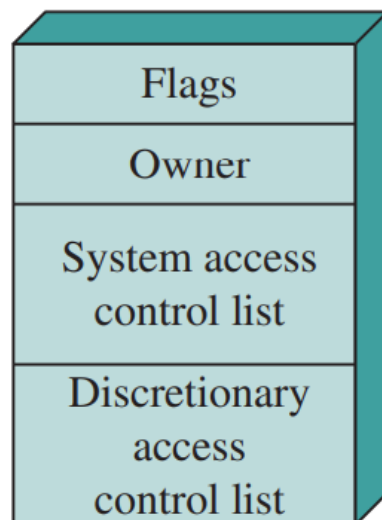 Flags
Owner
System access
control list
Discretionary
access
control list